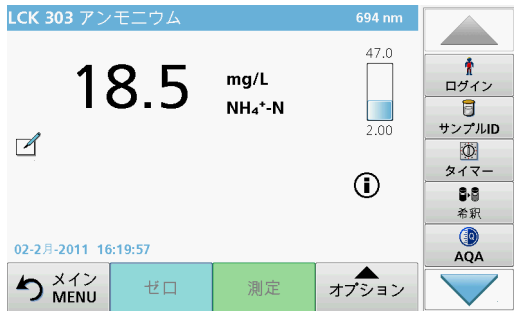 LCK 303 アンモニウム 694 nm
47.0
18.5 mg/L
NH₄⁺-N
2.00
02-2月-2011 16:19:57
メイン
MENU
ゼロ
測定
オプション
ログイン
サンプルID
タイマー
希釈
AQA